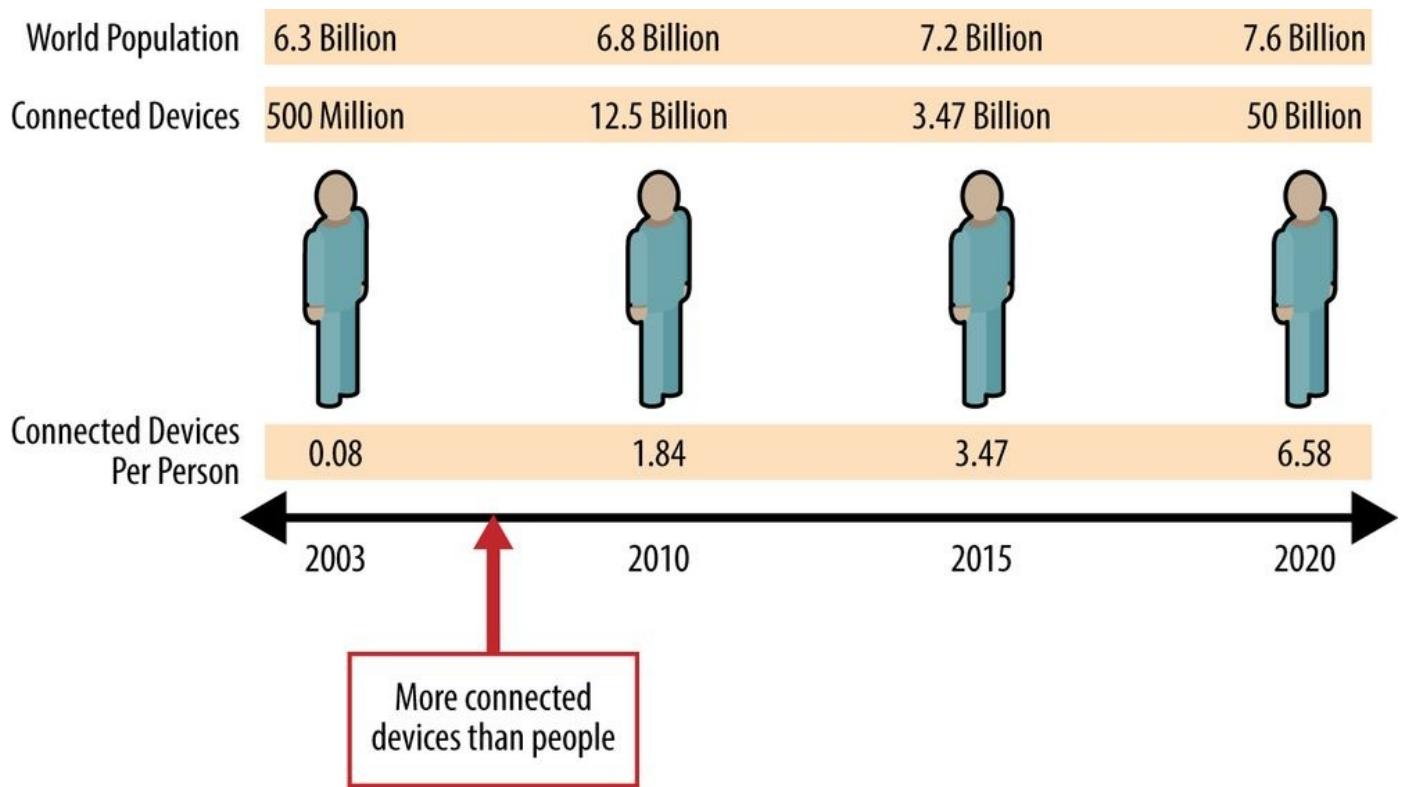 World Population 6.3 Billion 6.8 Billion 7.2 Billion 7.6 Billion
Connected Devices 500 Million 12.5 Billion 3.47 Billion 50 Billion
Connected Devices
Per Person 0.08 1.84 3.47 6.58
2003 2010 2015 2020
More connected
devices than people